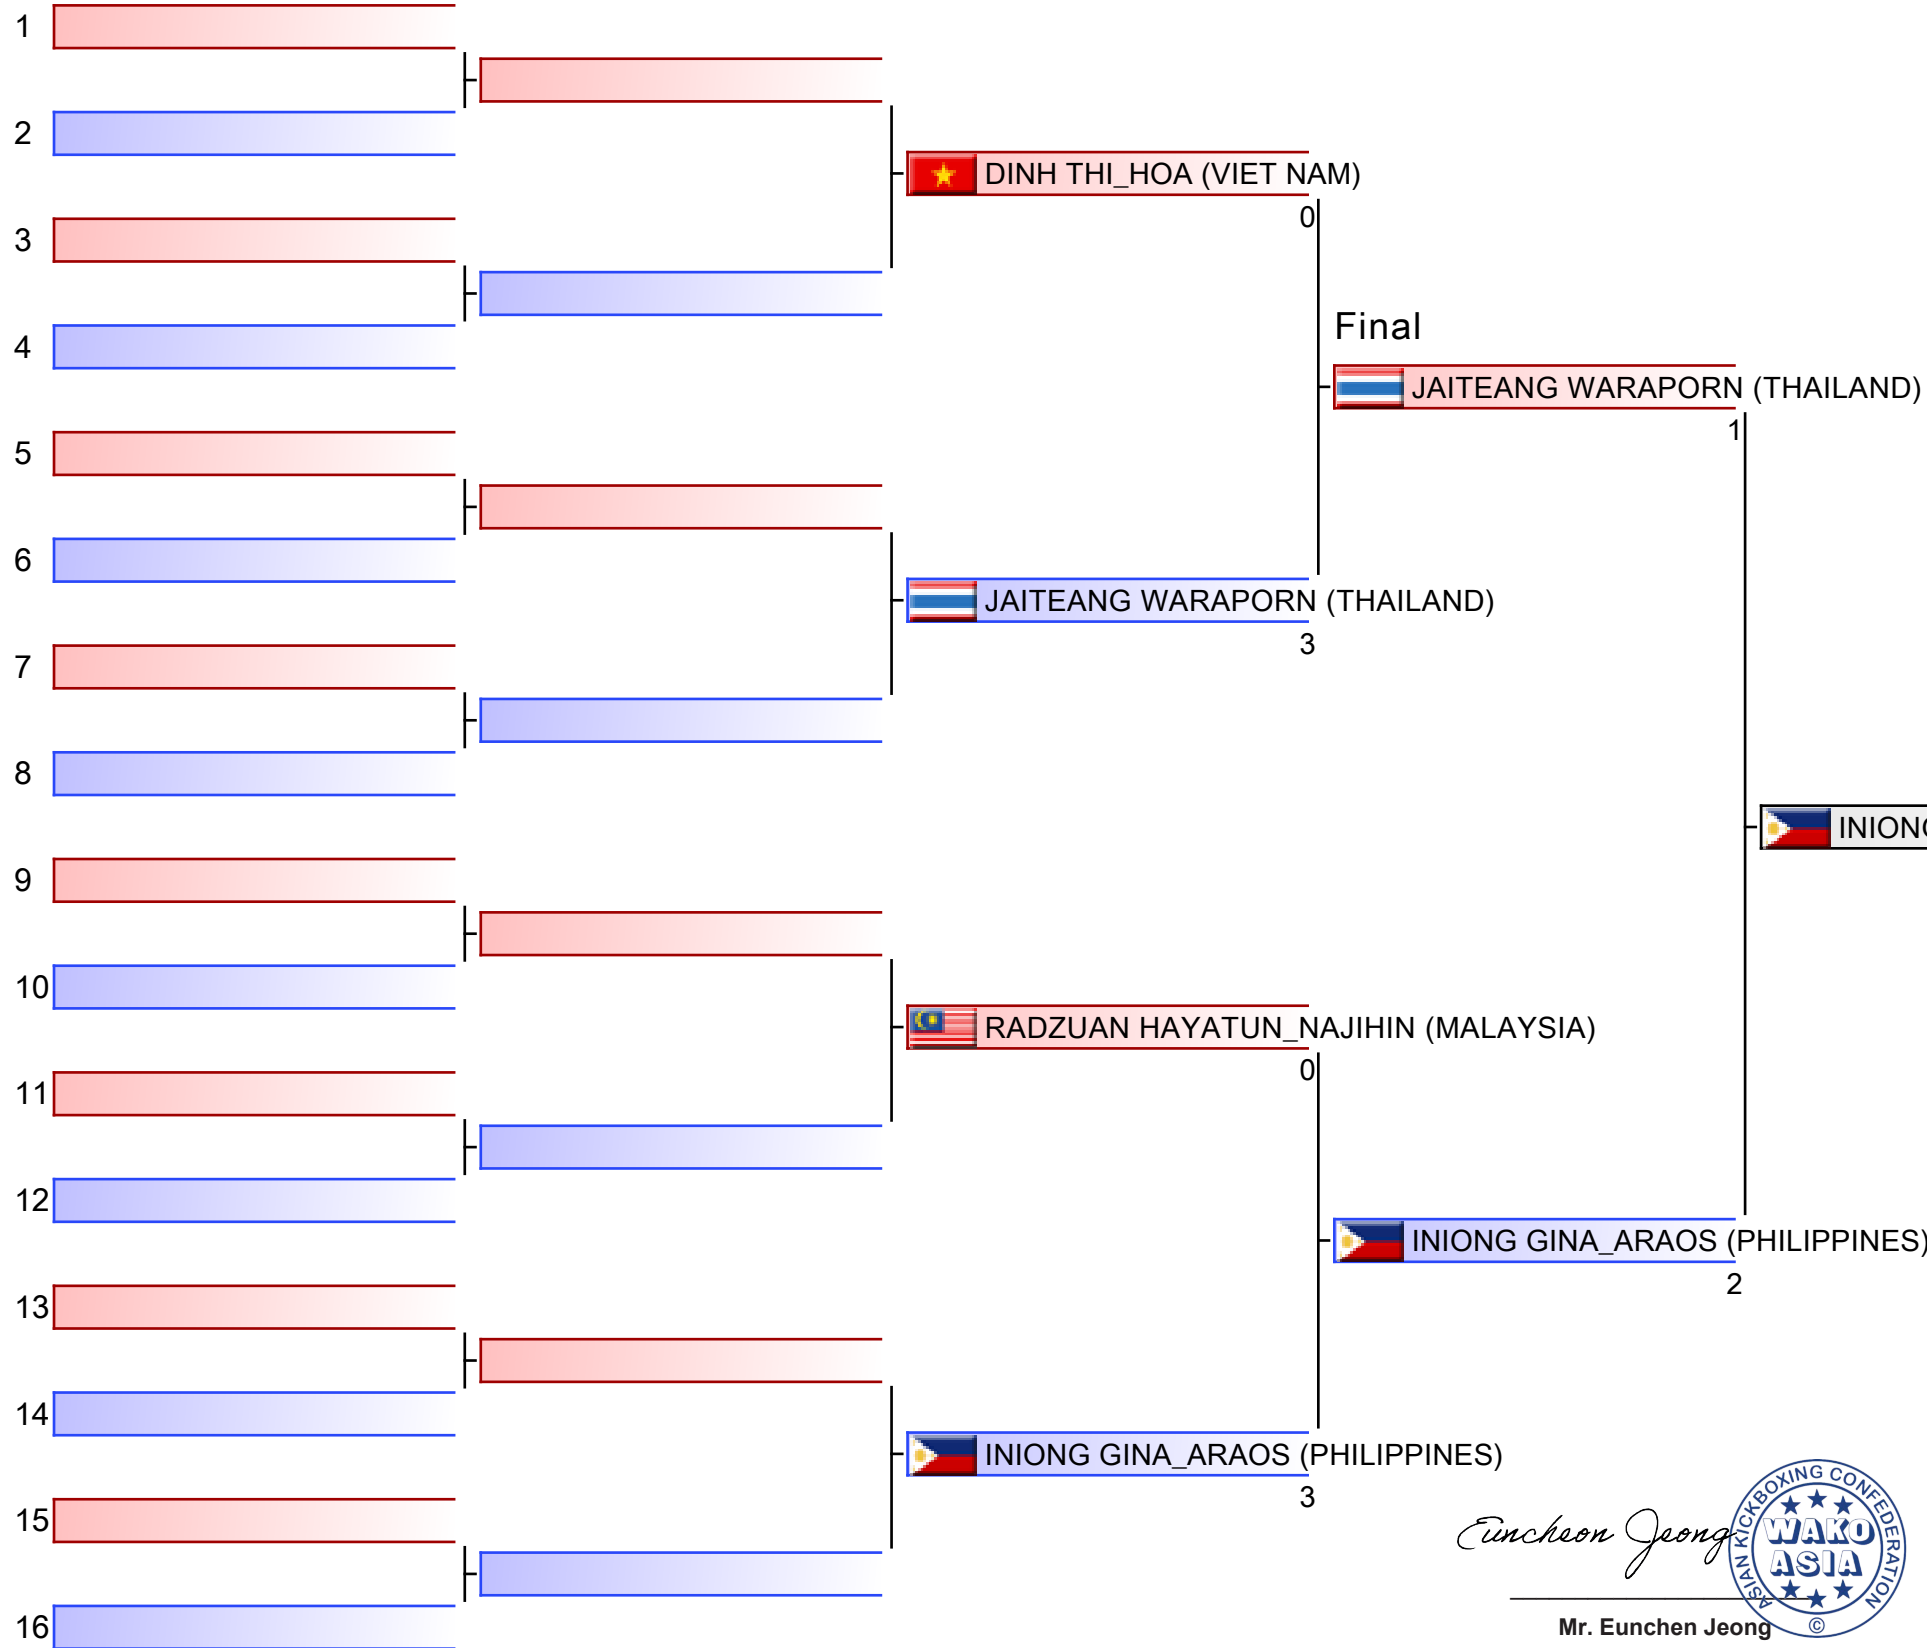 1
2
DINH THI_HOA (VIET NAM)
0
3
4
Final
JAITEANG WARAPORN (THAILAND)
1
5
6
JAITEANG WARAPORN (THAILAND)
3
7
8
INIONG
9
10
RADZUAN HAYATUN_NAJIHIN (MALAYSIA)
0
11
12
INIONG GINA_ARAOS (PHILIPPINES)
2
13
14
INIONG GINA_ARAOS (PHILIPPINES)
3
15
16
Euncheon Jeong
Mr. Eunchen Jeong
ASIAN KICKBOXING CONFEDERATION
WAKO
ASIA
©